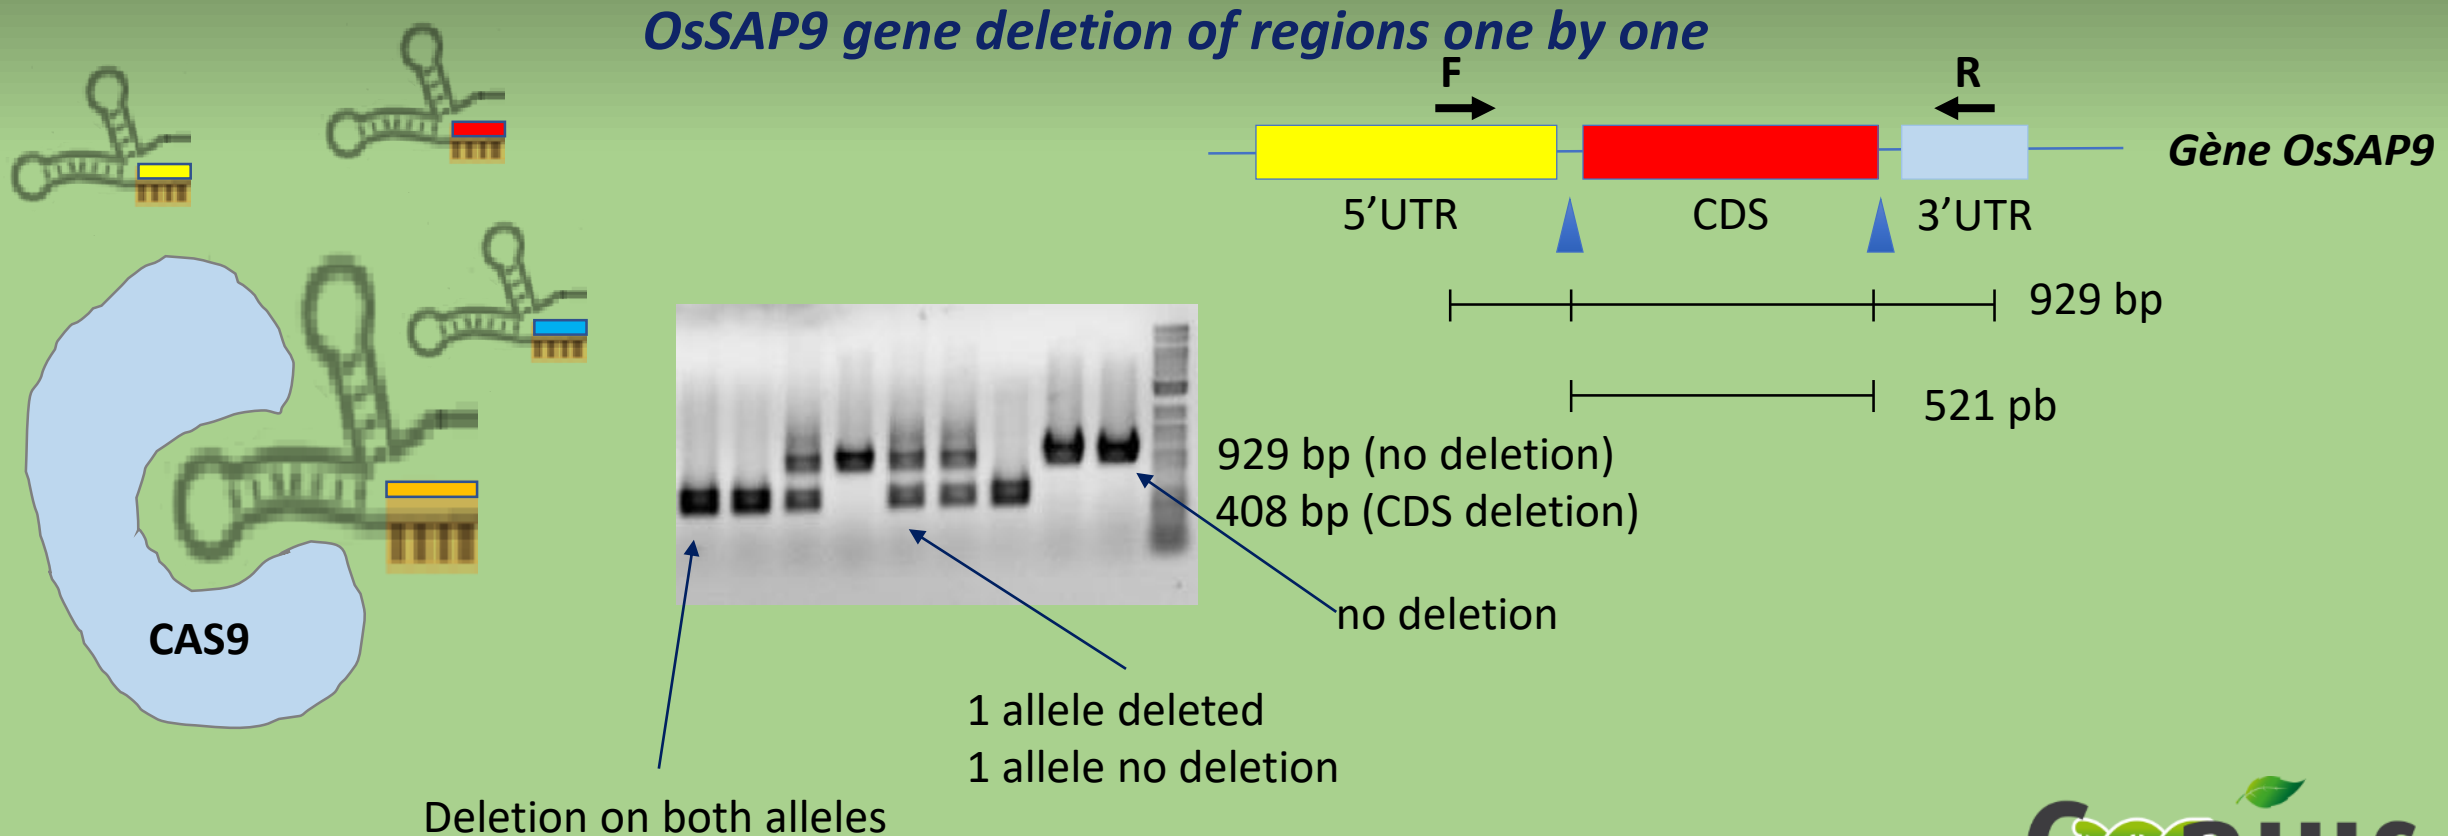 OsSAP9 gene deletion of regions one by one
F
R
Gène OsSAP9
5’UTR
CDS
3’UTR
929 bp
521 pb
929 bp (no deletion)
408 bp (CDS deletion)
no deletion
CAS9
1 allele deleted
1 allele no deletion
Deletion on both alleles